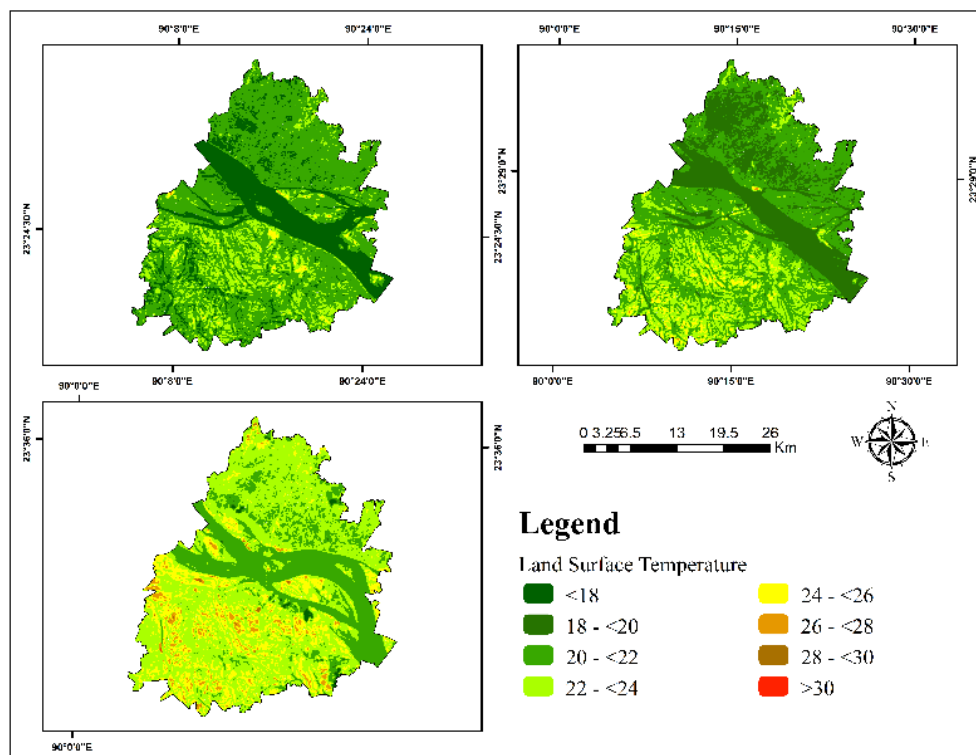 90°8'0"E 90°24'0"E
90°0'0"E 90°15'0"E 90°30'0"E
23°24'30"N 23°24'30"N
23°29'0"N 23°29'0"N
90°8'0"E 90°24'0"E
90°0'0"E 90°15'0"E 90°30'0"E
90°0'0"E
23°36'0"N 23°36'0"N
90°0'0"E
0 3.25 6.5 13 19.5 26
Km
N
W E
S
Legend
Land Surface Temperature
<18
18 - <20
20 - <22
22 - <24
24 - <26
26 - <28
28 - <30
>30